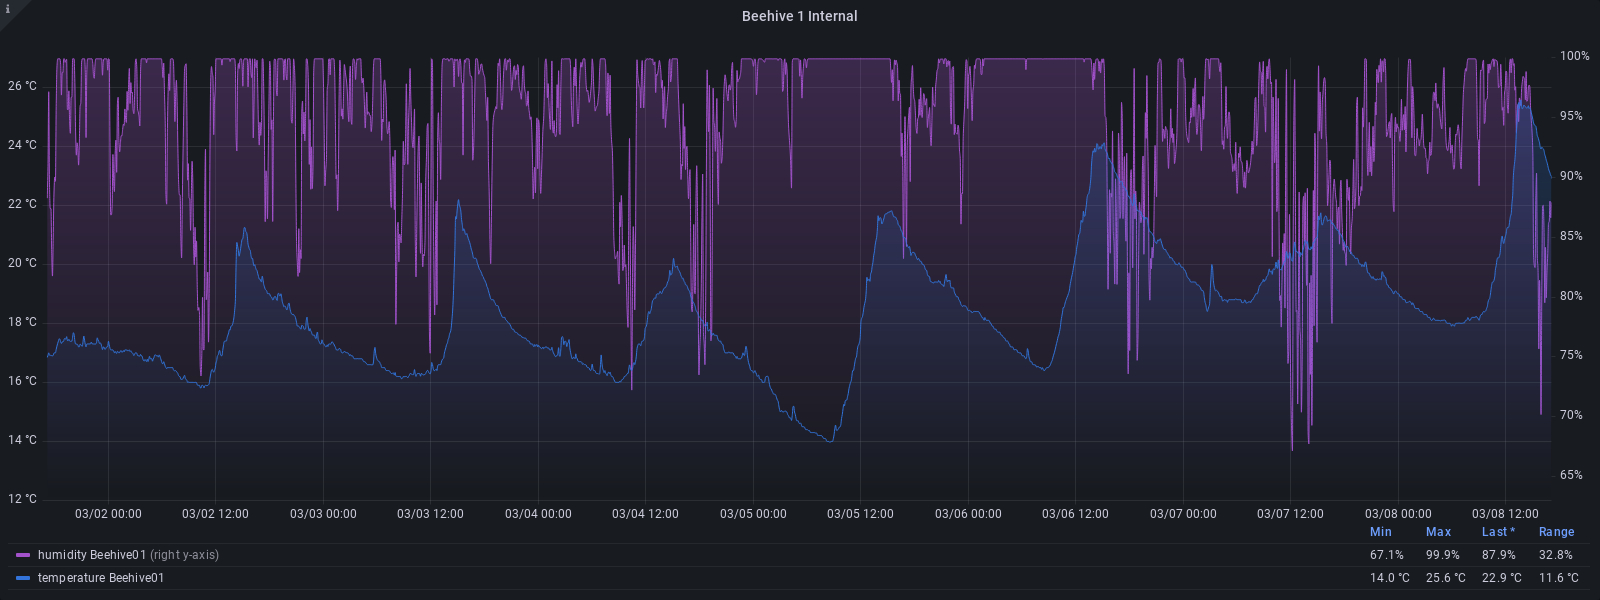 i
Beehive 1 Internal
26 °C
24 °C
22 °C
20 °C
18 °C
16 °C
14 °C
12 °C
100%
95%
90%
85%
80%
75%
70%
65%
03/02 00:00 03/02 12:00 03/03 00:00 03/03 12:00 03/04 00:00 03/04 12:00 03/05 00:00 03/05 12:00 03/06 00:00 03/06 12:00 03/07 00:00 03/07 12:00 03/08 00:00 03/08 12:00
Min Max Last * Range
humidity Beehive01 (right y-axis) 67.1% 99.9% 87.9% 32.8%
temperature Beehive01 14.0 °C 25.6 °C 22.9 °C 11.6 °C